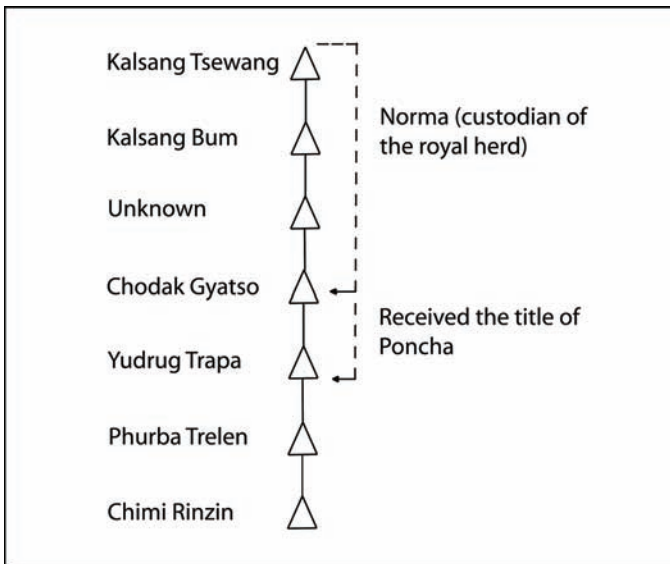 Kalsang Tsewang
Kalsang Bum
Norma (custodian of
the royal herd)
Unknown
Chodak Gyatso
Received the title of
Poncha
Yudrug Trapa
Phurba Trelen
Chimi Rinzin